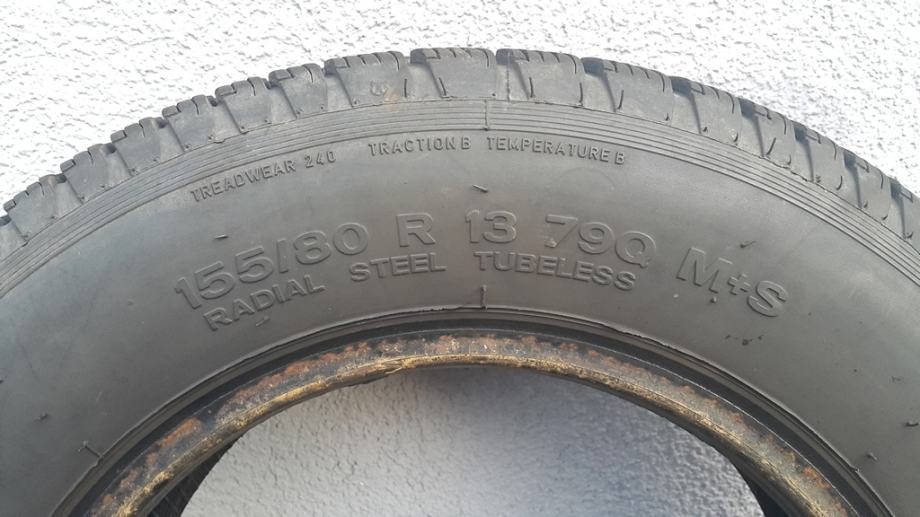 TREADWEAR 240 TRACTION B TEMPERATURE B
155/80 R 13 79Q M+S
RADIAL STEEL TUBELESS